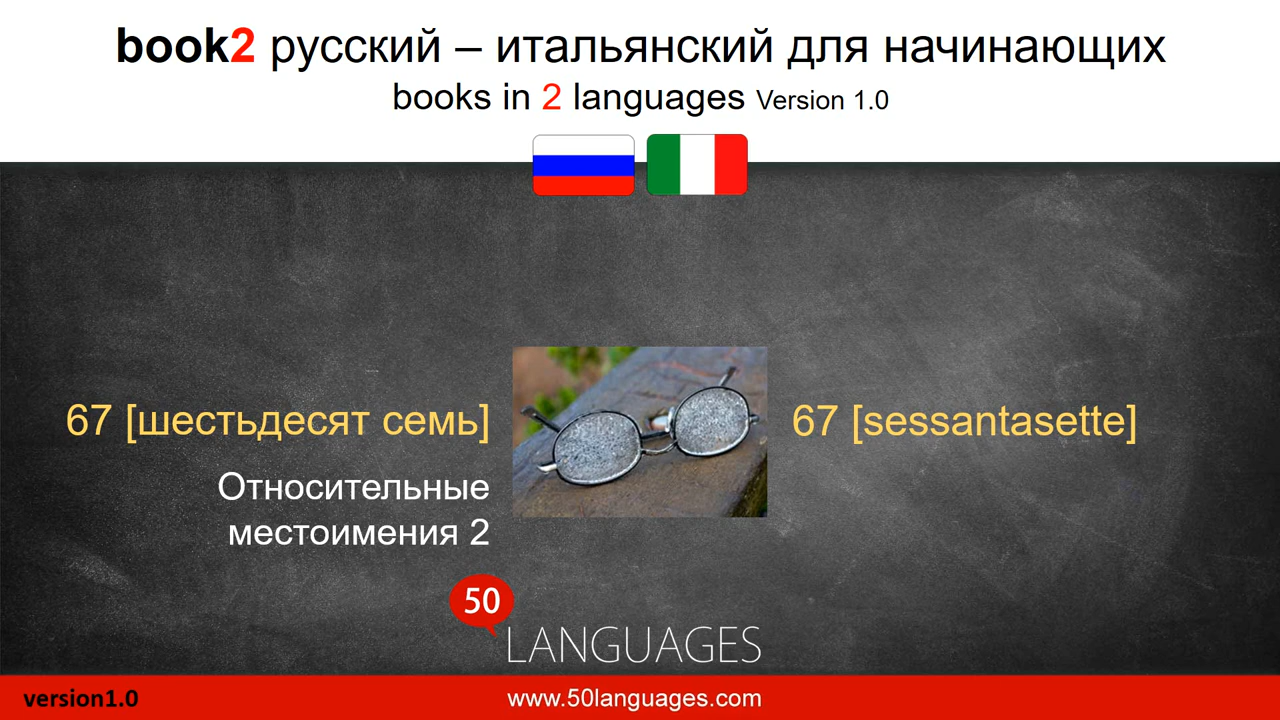 book2 русский – итальянский для начинающих
books in 2 languages Version 1.0
67 [шестьдесят семь]
Относительные
местоимения 2
67 [sessantasette]
50
LANGUAGES
version1.0
www.50languages.com